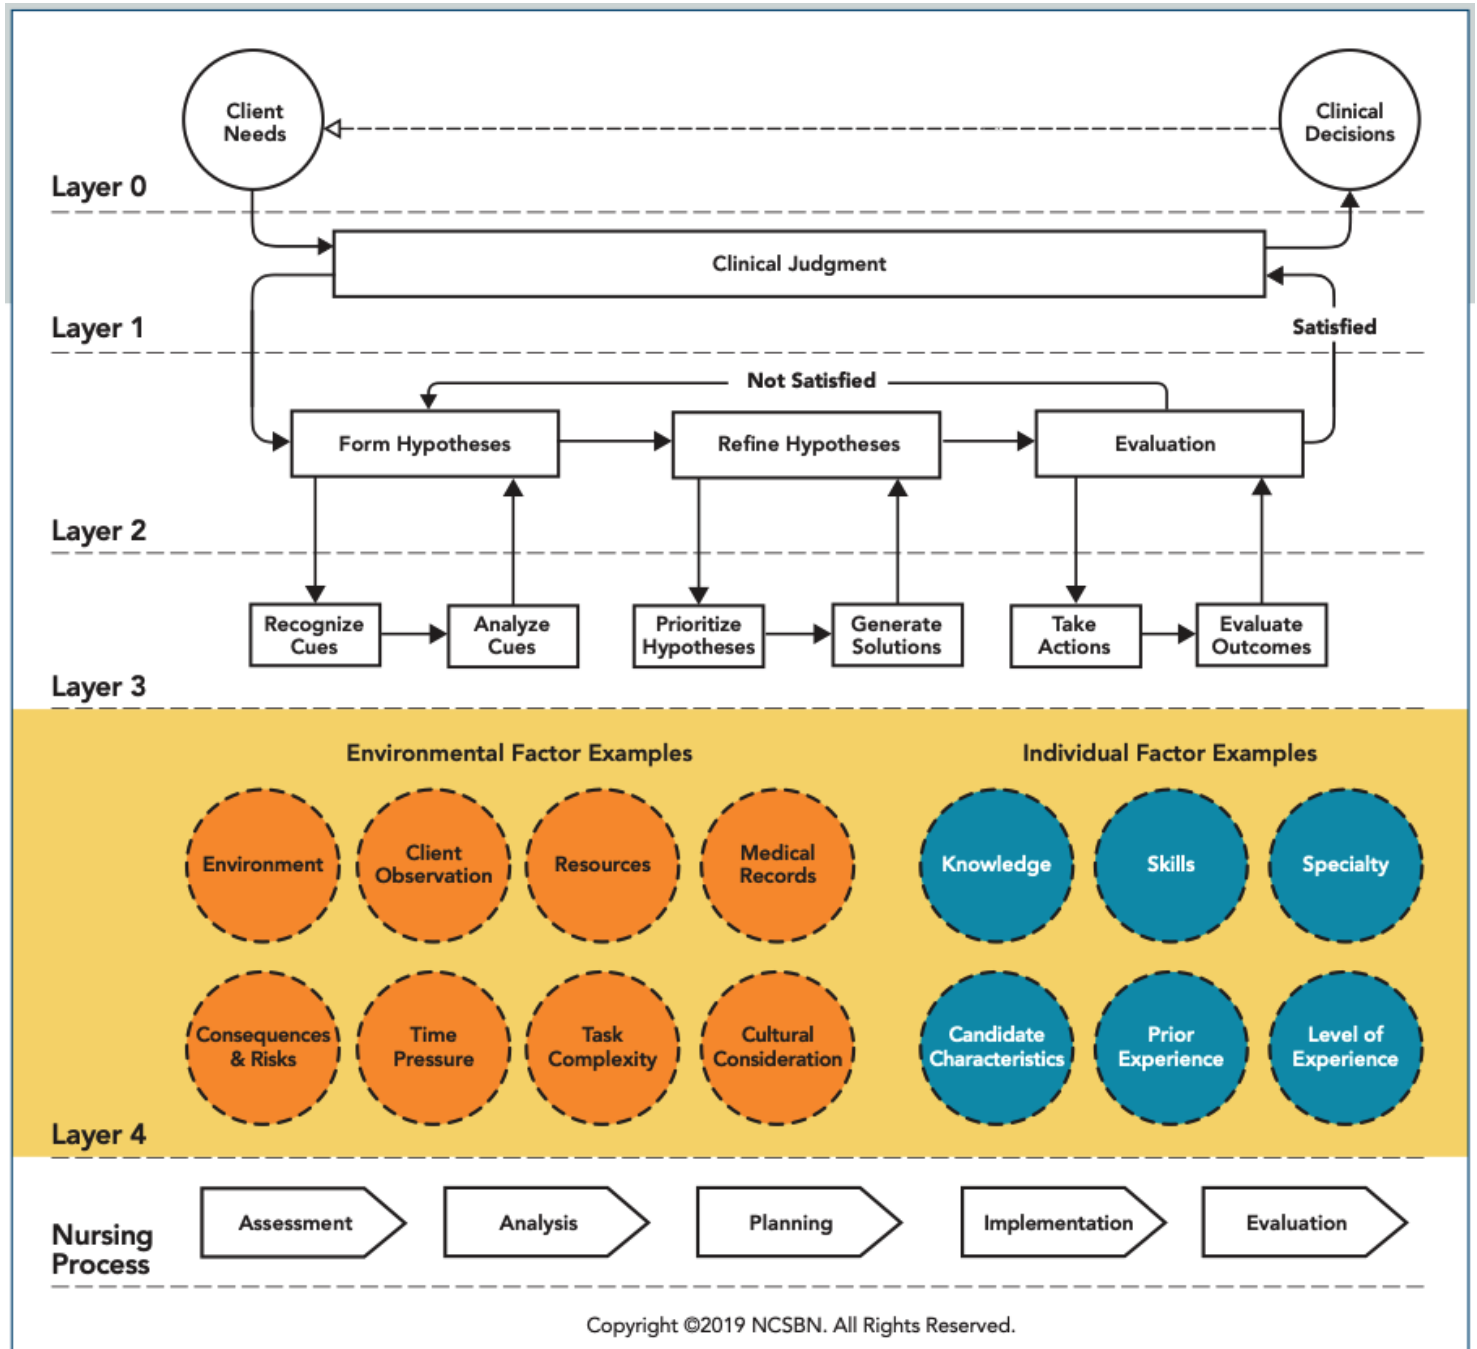 Client
Needs
Clinical
Decisions
Layer 0
Clinical Judgment
Layer 1
Satisfied
Not Satisfied
Form Hypotheses
Refine Hypotheses
Evaluation
Layer 2
Recognize
Cues
Analyze
Cues
Prioritize
Hypotheses
Generate
Solutions
Take
Actions
Evaluate
Outcomes
Layer 3
Environmental Factor Examples
Individual Factor Examples
Environment
Client
Observation
Resources
Medical
Records
Knowledge
Skills
Specialty
Consequences
& Risks
Time
Pressure
Task
Complexity
Cultural
Consideration
Candidate
Characteristics
Prior
Experience
Level of
Experience
Layer 4
Nursing
Process
Assessment
Analysis
Planning
Implementation
Evaluation
Copyright ©2019 NCSBN. All Rights Reserved.